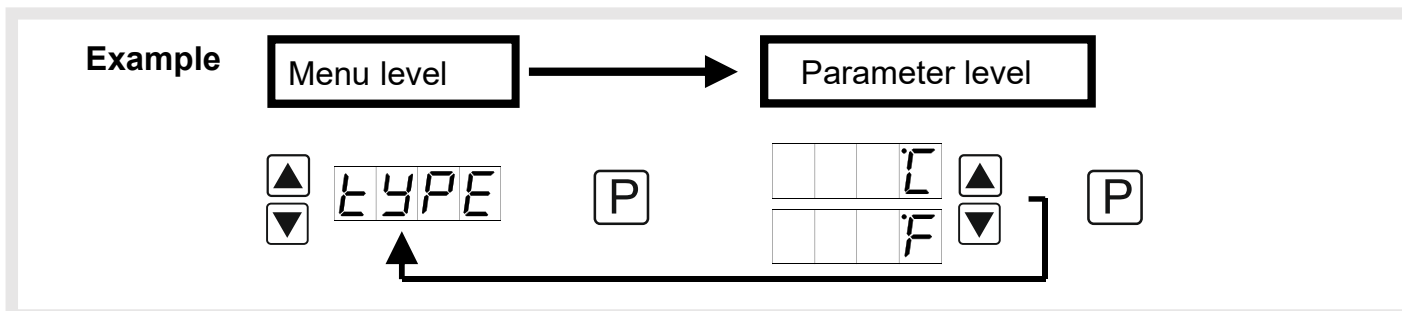 Example
Menu level
Parameter level
tYPE P °C P
°F